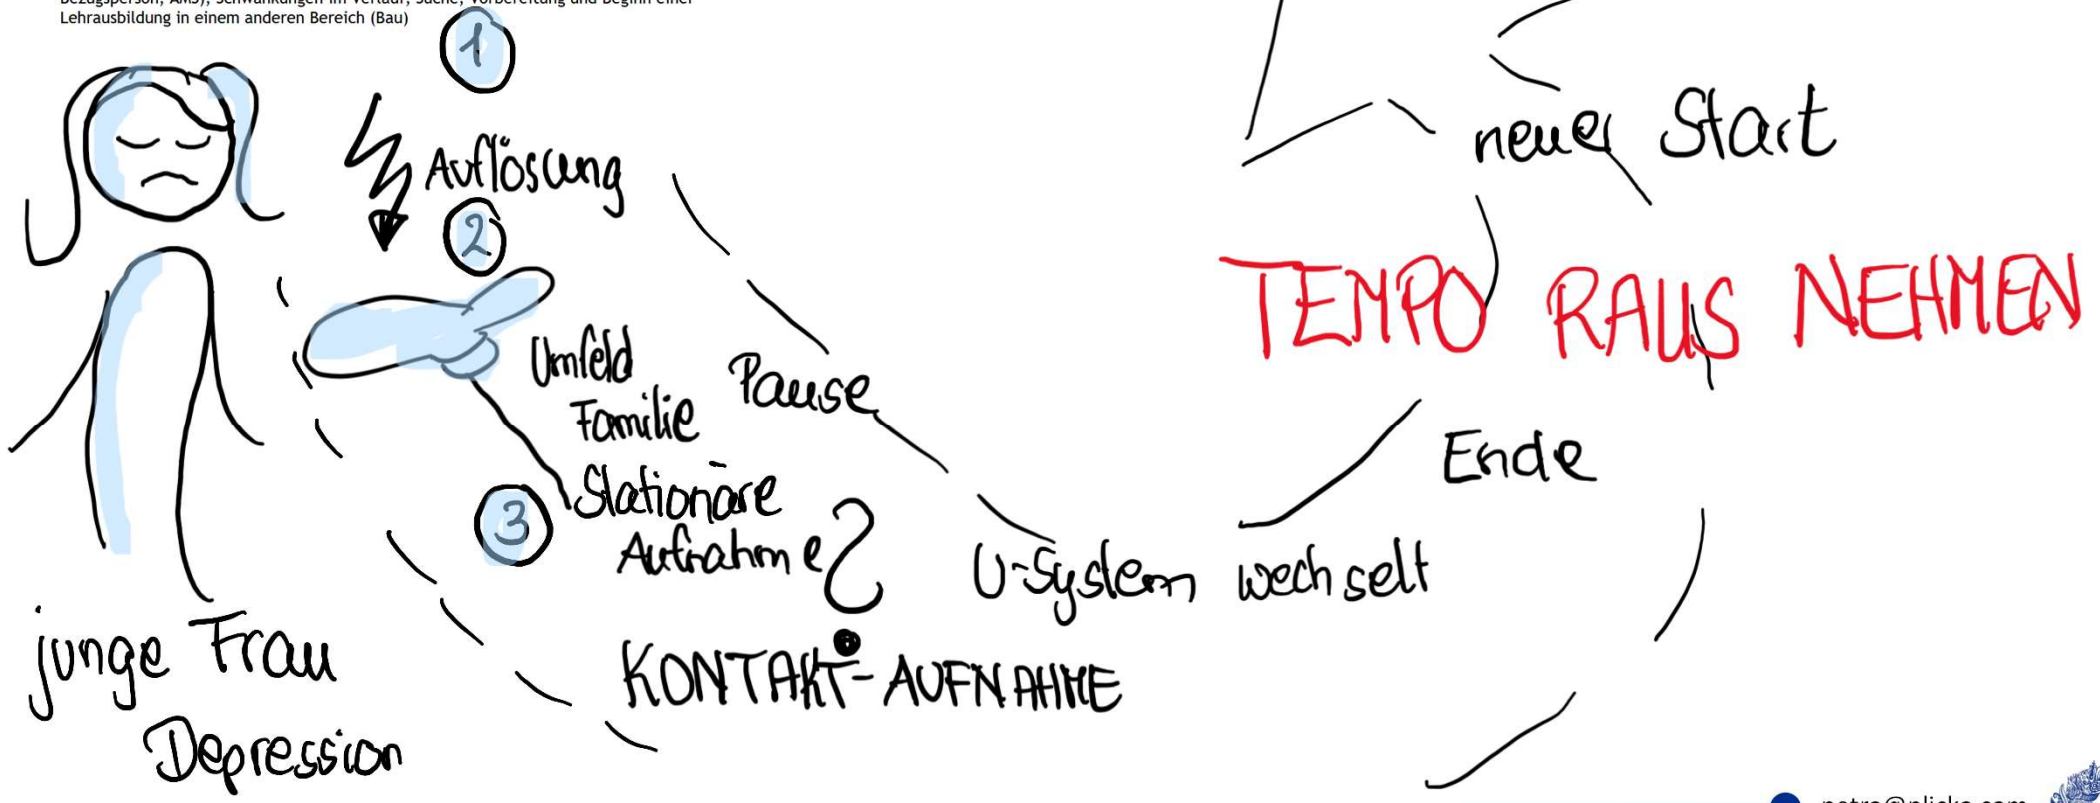 Lehrausbildung in einem anderen Bereich (Bau)
1
Auflösung
2
Umfeld
Familie
3
Stationäre
Aufnahme?
KONTAKT-AUFNAHME
junge Frau
Depression
Pause
U-System wechselt
neuer Start
TEMPO RAUS NEHMEN
Ende